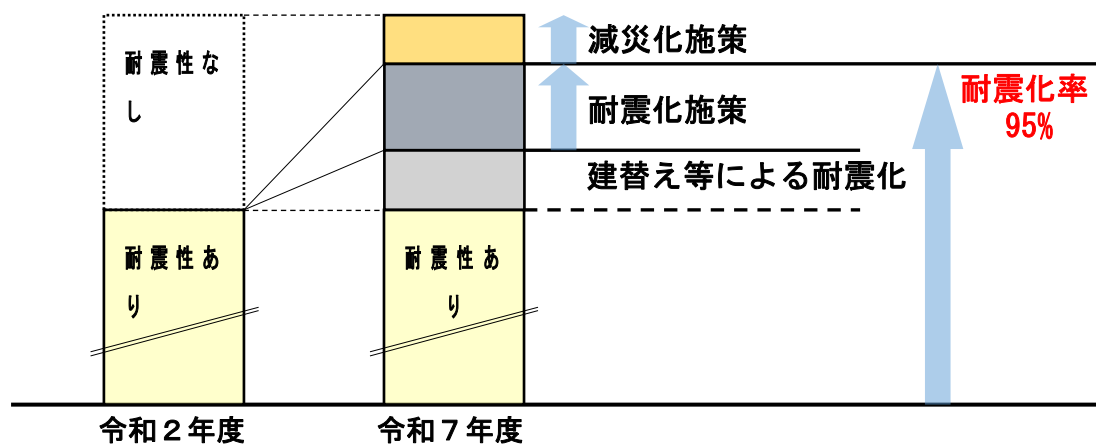 耐震性な
し
減災化施策
耐震化施策
建替え等による耐震化
耐震化率
95%
耐震性あ
り
耐震性あ
り
令和２年度
令和７年度